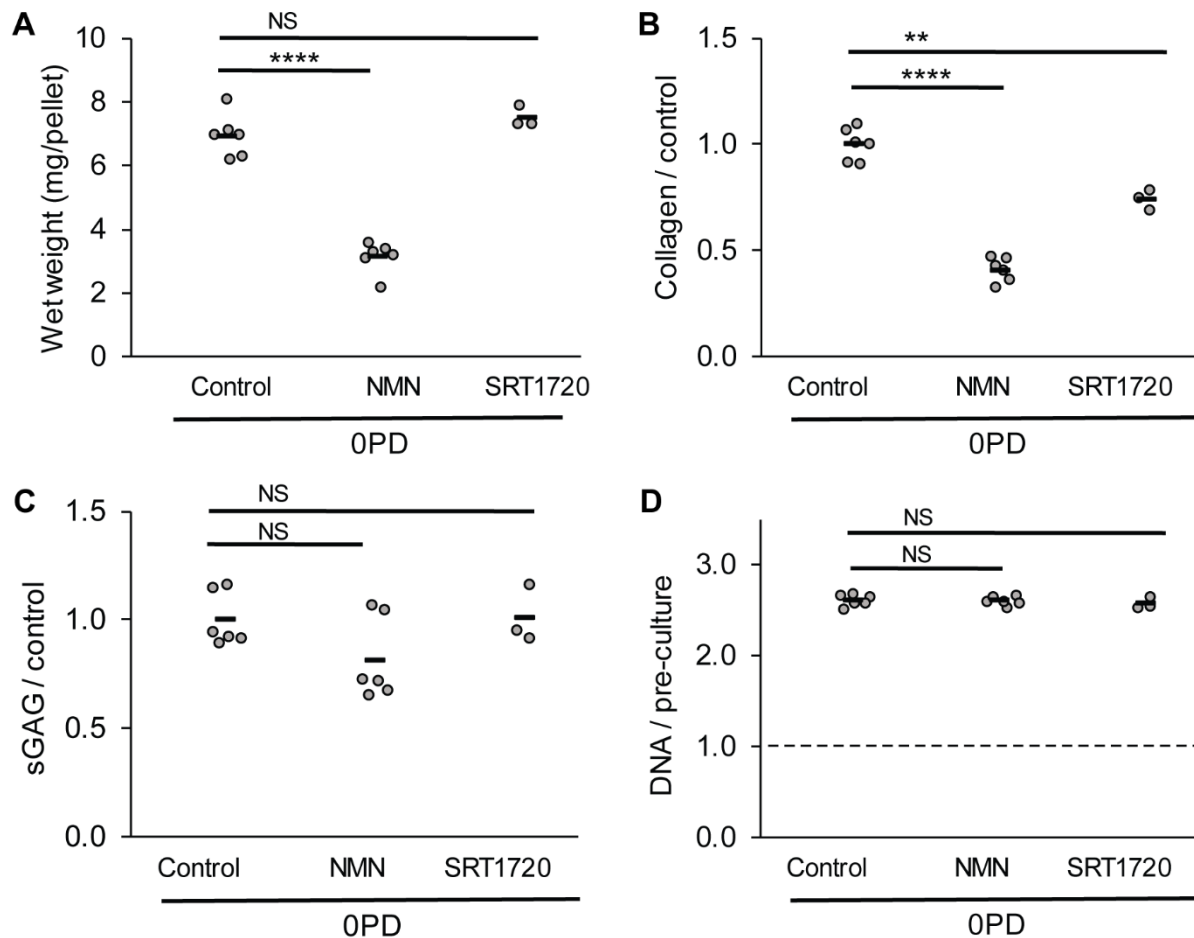 A
Wetweight (mg/pellet)
10
8
6
4
2
0
NS
****
Control NMN SRT1720
0PD
B
Collagen / control
1.5
1.0
0.5
0.0
**
****
Control NMN SRT1720
0PD
C
sGAG / control
1.5
1.0
0.5
0.0
NS
NS
Control NMN SRT1720
0PD
D
DNA / pre-culture
3.0
2.0
1.0
0.0
NS
NS
Control NMN SRT1720
0PD